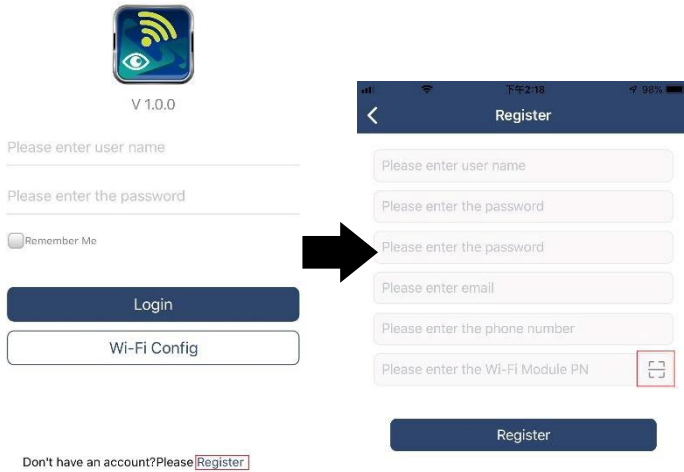 V 1.0.0
Please enter user name
Please enter the password
Remember Me
Login
Wi-Fi Config
Don't have an account?Please Register
下午2:18
98%
Register
Please enter user name
Please enter the password
Please enter the password
Please enter email
Please enter the phone number
Please enter the Wi-Fi Module PN
Register